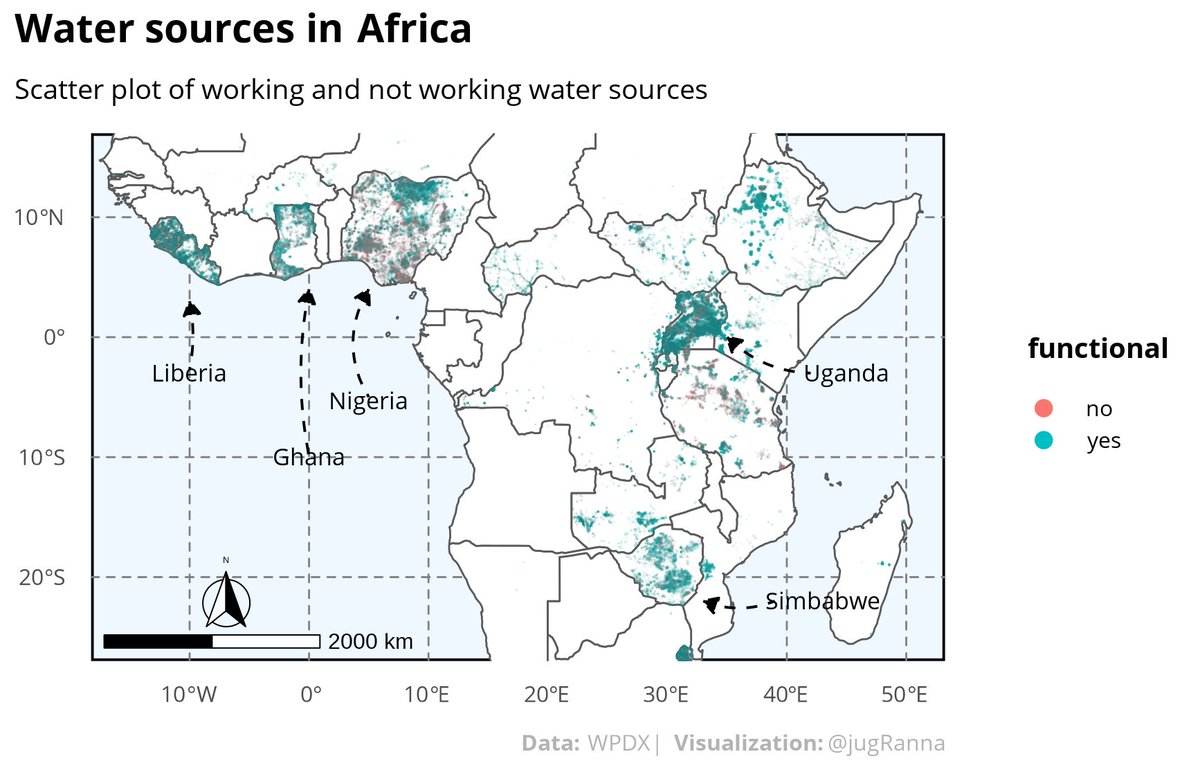 Water sources in Africa
Scatter plot of working and not working water sources
10°N
0°
10°S
20°S
Liberia
Nigeria
Ghana
Uganda
Simbabwe
N
2000 km
10°W
0°
10°E
20°E
30°E
40°E
50°E
functional
no
yes
Data: WPDX| Visualization: @jugRanna